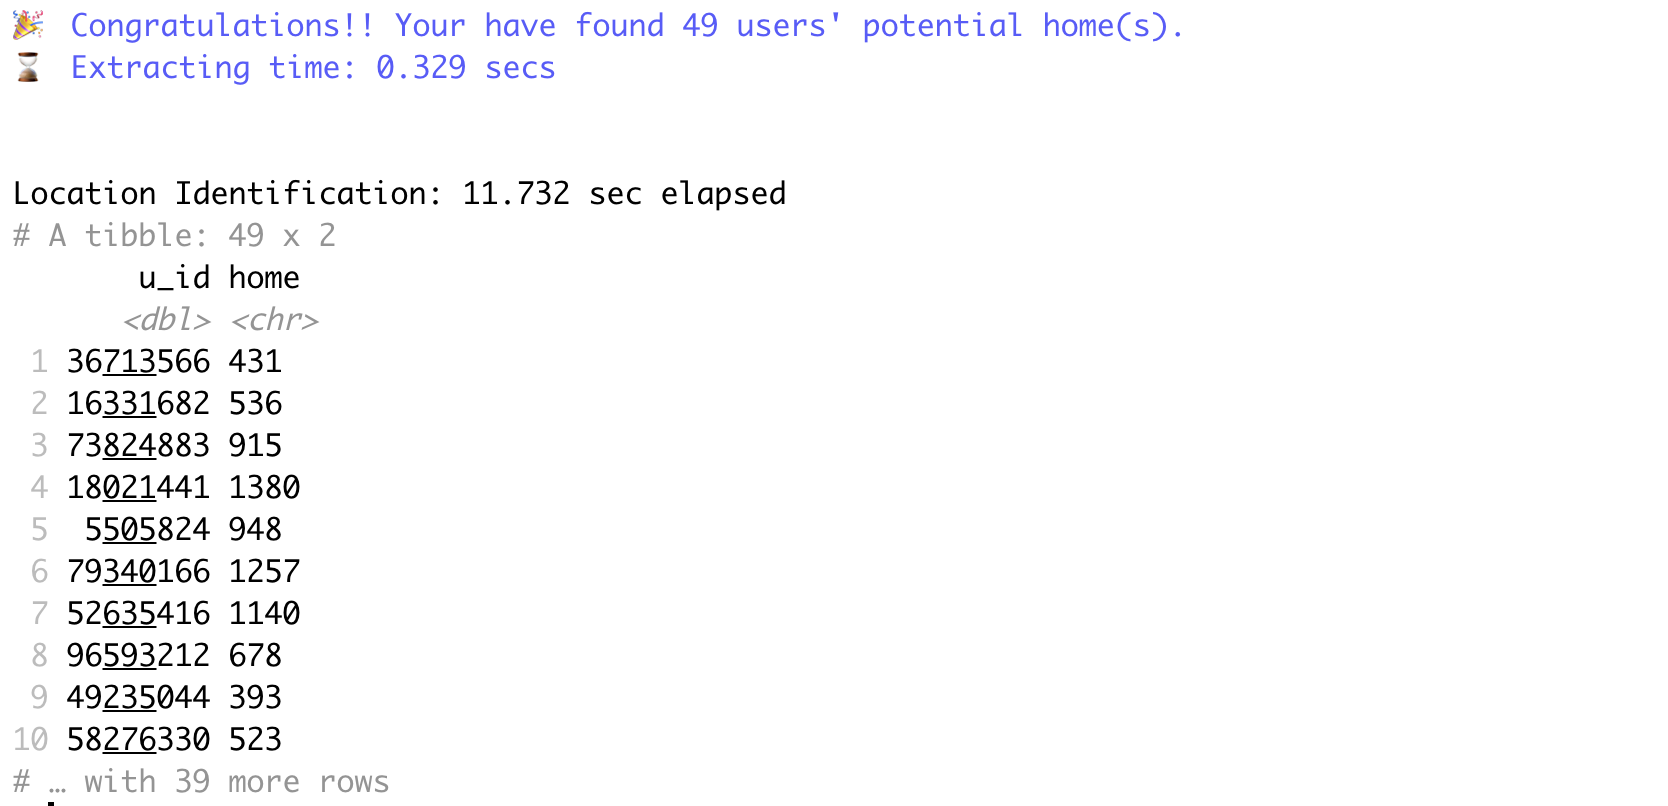 🎉 Congratulations!! Your have found 49 users' potential home(s).
⌛ Extracting time: 0.329 secs
Location Identification: 11.732 sec elapsed
# A tibble: 49 x 2
u_id home
<dbl> <chr>
1 36713566 431
2 16331682 536
3 73824883 915
4 18021441 1380
5 5505824 948
6 79340166 1257
7 52635416 1140
8 96593212 678
9 49235044 393
10 58276330 523
# … with 39 more rows